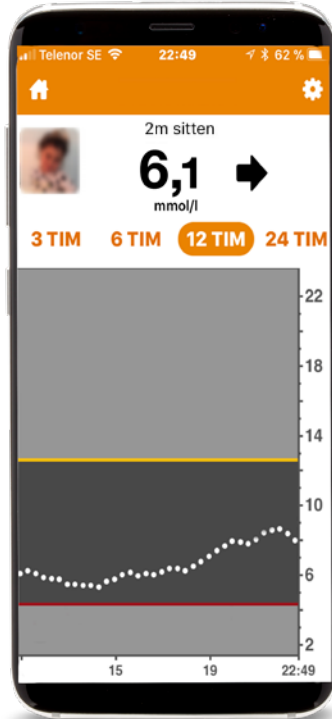 Telenor SE 22:49 62 %
2m sitten
6,1
mmol/l
3 TIM 6 TIM 12 TIM 24 TIM
22
18
14
10
6
2
15 19 22:49